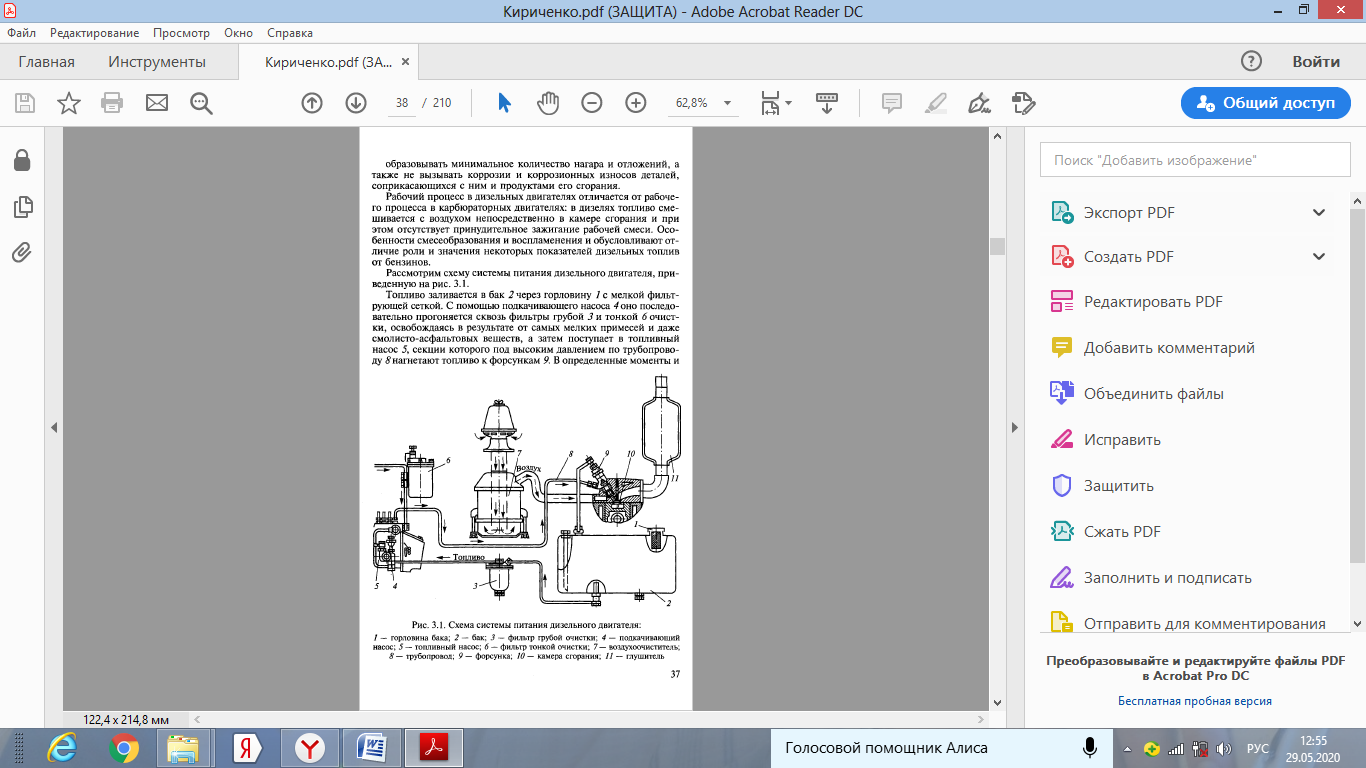 Кириченко.pdf (ЗАЩИТА) - Adobe Acrobat Reader DC
Файл Редактирование Просмотр Окно Справка
Главная Инструменты Кириченко.pdf (ЗА... × Войти
38 / 210 62,8% Общий доступ
образовывать минимальное количество нагара и отложений, а
также не вызывать коррозии и коррозионных износов деталей,
соприкасающихся с ним и продуктами его сгорания.
Рабочий процесс в дизельных двигателях отличается от рабоче-
го процесса в карбюраторных двигателях: в дизелях топливо сме-
шивается с воздухом непосредственно в камере сгорания и при
этом отсутствует принудительное зажигание рабочей смеси. Осо-
бенности смесеобразования и воспламенения и обусловливают от-
личие роли и значения некоторых показателей дизельных топлив
от бензинов.
Рассмотрим схему системы питания дизельного двигателя, при-
веденную на рис. 3.1.
Топливо заливается в бак 2 через горловину 1 с мелкой фильт-
рующей сеткой. С помощью подкачивающего насоса 4 оно последо-
вательно прогоняется сквозь фильтры грубой 3 и тонкой 6 очист-
ки, освобождаясь в результате от самых мелких примесей и даже
смолисто-асфальтовых веществ, а затем поступает в топливный
насос 5, секции которого под высоким давлением по трубопрово-
ду 8 нагнетают топливо к форсункам 9. В определенные моменты и
6
7
Воздух
8
9
10
11
1
Топливо
5
4
3
2
Рис. 3.1. Схема системы питания дизельного двигателя:
1 — горловина бака; 2 — бак; 3 — фильтр грубой очистки; 4 — подкачивающий
насос; 5 — топливный насос; 6 — фильтр тонкой очистки; 7 — воздухоочиститель;
8 — трубопровод; 9 — форсунка; 10 — камера сгорания; 11 — глушитель
37
122,4 x 214,8 мм
Поиск "Добавить изображение"
Экспорт PDF
Создать PDF
Редактировать PDF
Добавить комментарий
Объединить файлы
Исправить
Защитить
Сжать PDF
Заполнить и подписать
Отправить для комментирования
Преобразовывайте и редактируйте файлы PDF
в Acrobat Pro DC
Бесплатная пробная версия
Голосовой помощник Алиса
РУС
12:55
29.05.2020